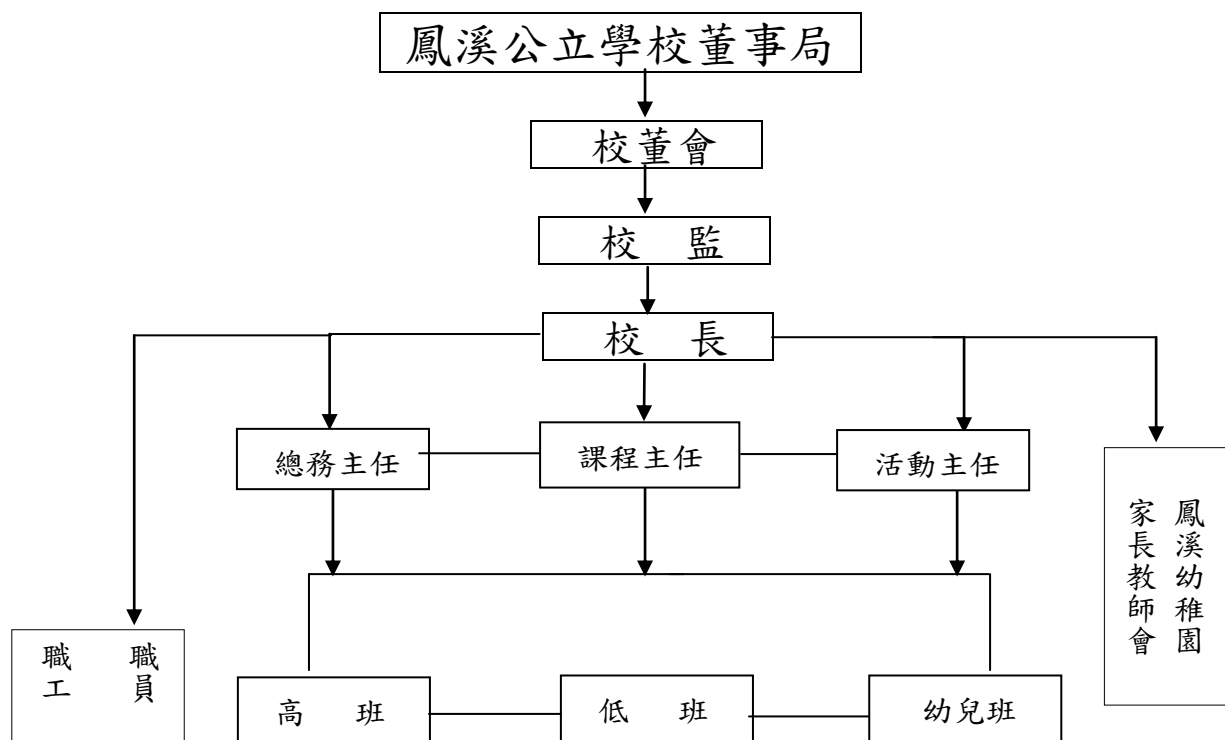 鳳溪公立學校董事局
校董會
校監
校長
總務主任
課程主任
活動主任
鳳溪幼稚園
家長教師會
職員
職工
高班
低班
幼兒班